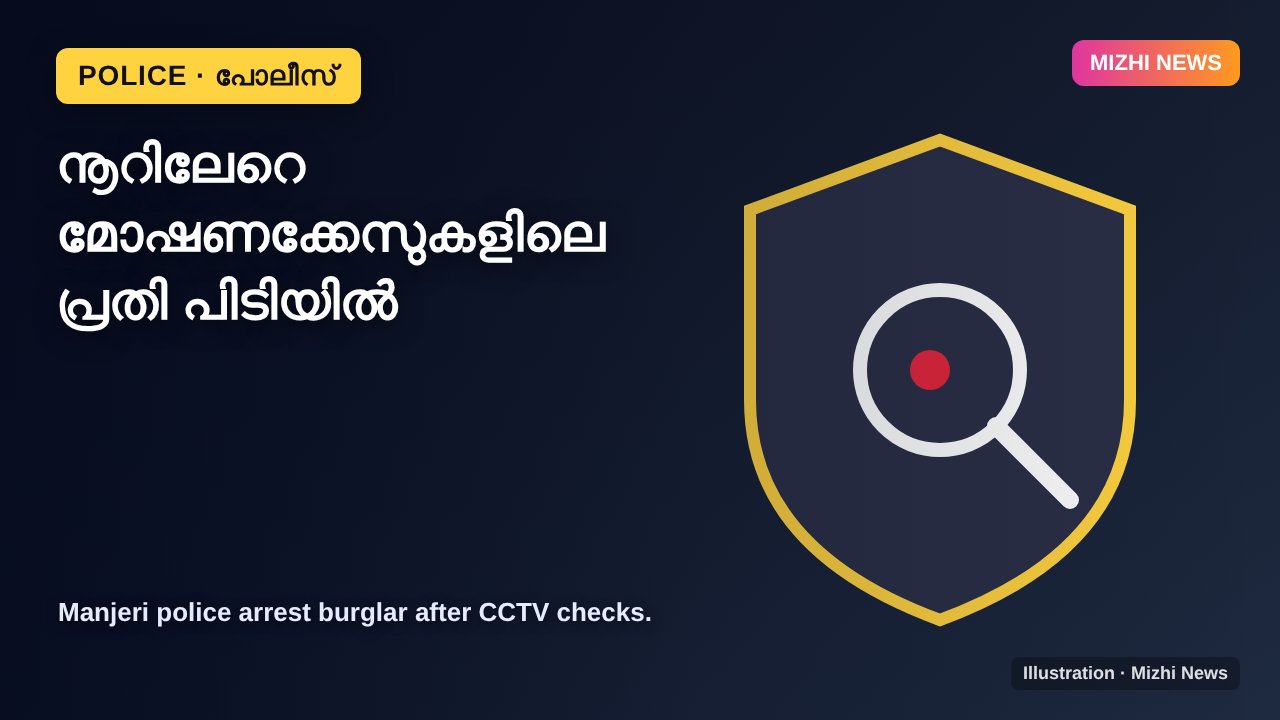 POLICE · പോലീസ്
MIZHI NEWS
നൂറിലേറെ
മോഷണക്കേസുകളിലെ
പ്രതി പിടിയിൽ
Manjeri police arrest burglar after CCTV checks.
Illustration · Mizhi News